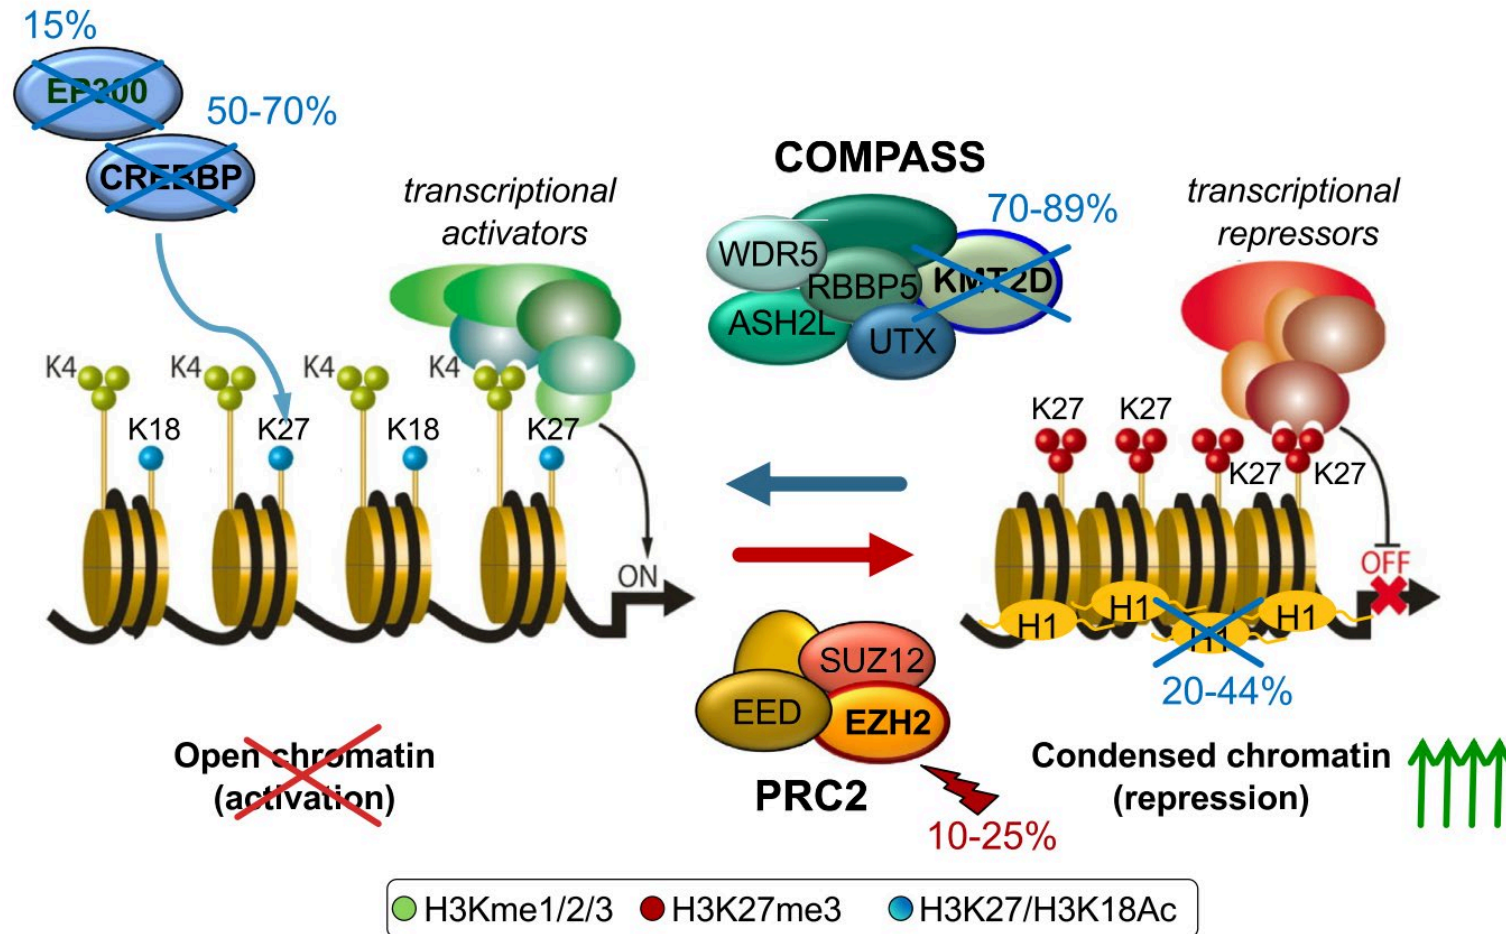 15%
EP300
50-70%
CREBBP
transcriptional
activators
COMPASS
70-89%
WDR5
RBBP5
KMT2D
ASH2L
UTX
transcriptional
repressors
K4
K4
K4
K4
K18
K27
K18
K27
K27
K27
K27
K27
ON
OFF
H1
H1
H1
H1
20-44%
SUZ12
EED
EZH2
PRC2
10-25%
Open chromatin
(activation)
Condensed chromatin
(repression)
H3Kme1/2/3
H3K27me3
H3K27/H3K18Ac